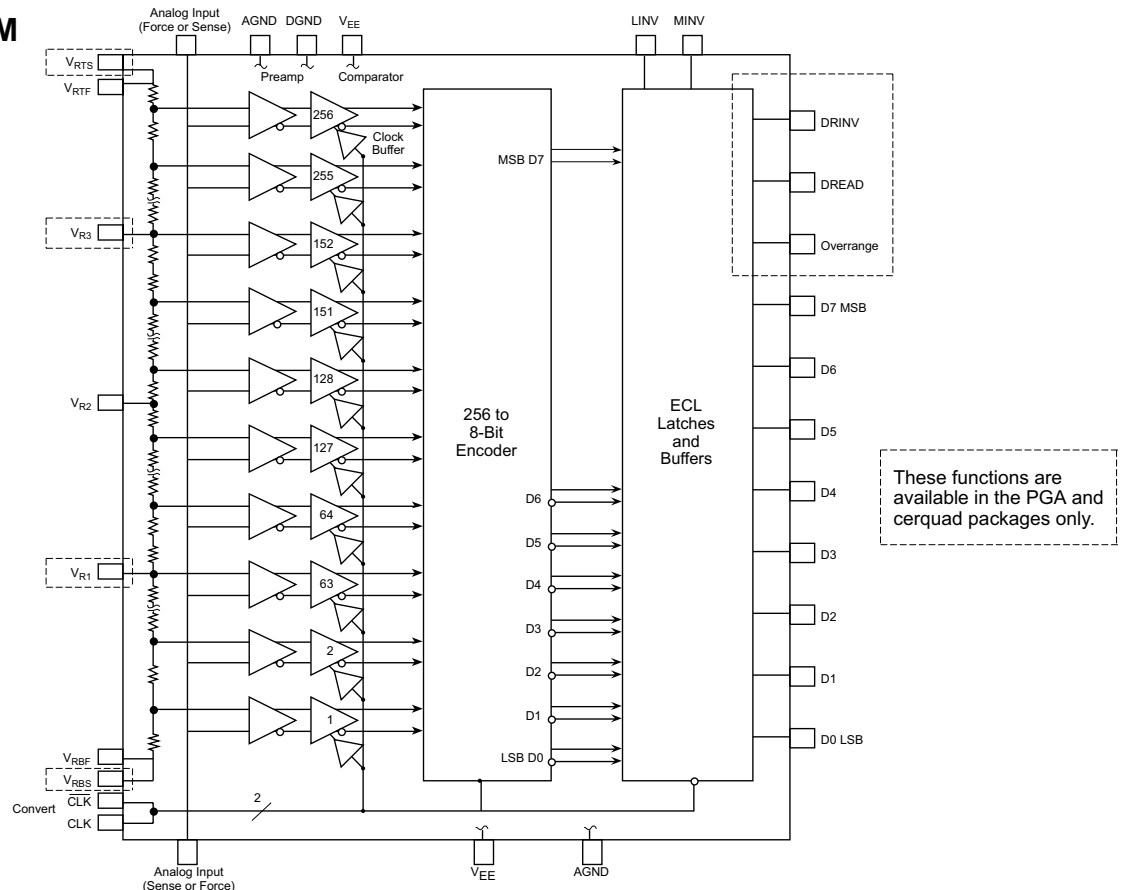 M
Analog Input
(Force or Sense)
AGND
DGND
VEE
LINV
MINV
Preamp
Comparator
VRTS
VRTF
256
Clock
Buffer
DRINV
MSB D7
255
DREAD
VR3
152
Overrange
151
D7 MSB
128
D6
VR2
256 to
8-Bit
Encoder
ECL
Latches
and
Buffers
127
D5
These functions are
available in the PGA and
cerquad packages only.
D6
D4
64
D5
D3
VR1
63
D4
D2
D3
2
D2
D1
1
D1
D0 LSB
LSB D0
VRBF
VRBS
Convert
CLK
2
CLK
Analog Input
(Sense or Force)
VEE
AGND